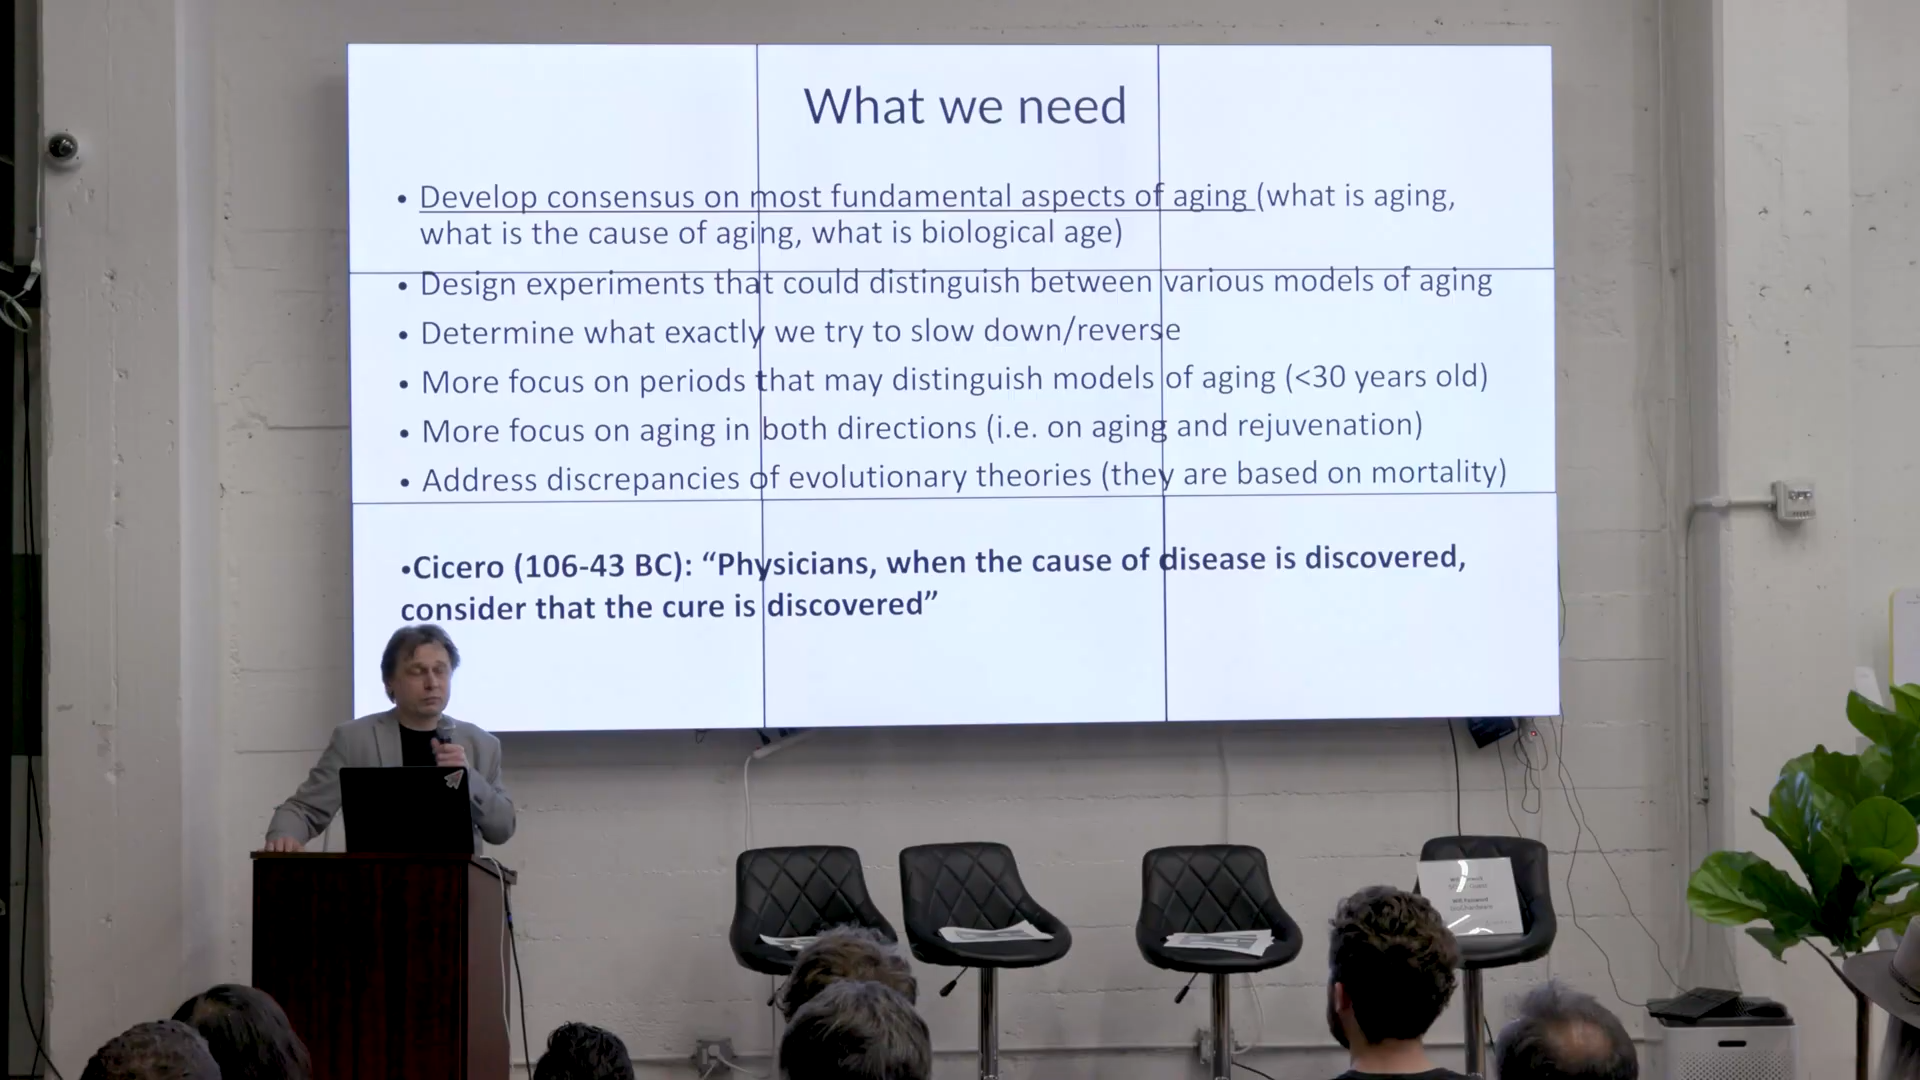 What we need
• Develop consensus on most fundamental aspects of aging (what is aging,
what is the cause of aging, what is biological age)
• Design experiments that could distinguish between various models of aging
• Determine what exactly we try to slow down/reverse
• More focus on periods that may distinguish models of aging (<30 years old)
• More focus on aging in both directions (i.e. on aging and rejuvenation)
• Address discrepancies of evolutionary theories (they are based on mortality)
•Cicero (106-43 BC): “Physicians, when the cause of disease is discovered,
consider that the cure is discovered”
Wifi Password